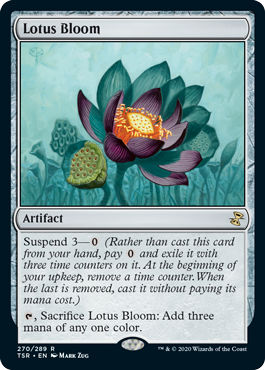 Lotus Bloom
Artifact
Suspend 3—0 (Rather than cast this card
from your hand, pay 0 and exile it with
three time counters on it. At the beginning of
your upkeep, remove a time counter. When
the last is removed, cast it without paying its
mana cost.)
, Sacrifice Lotus Bloom: Add three
mana of any one color.
270/289 R
TSR • EN Mark Zug
™ & © 2020 Wizards of the Coast